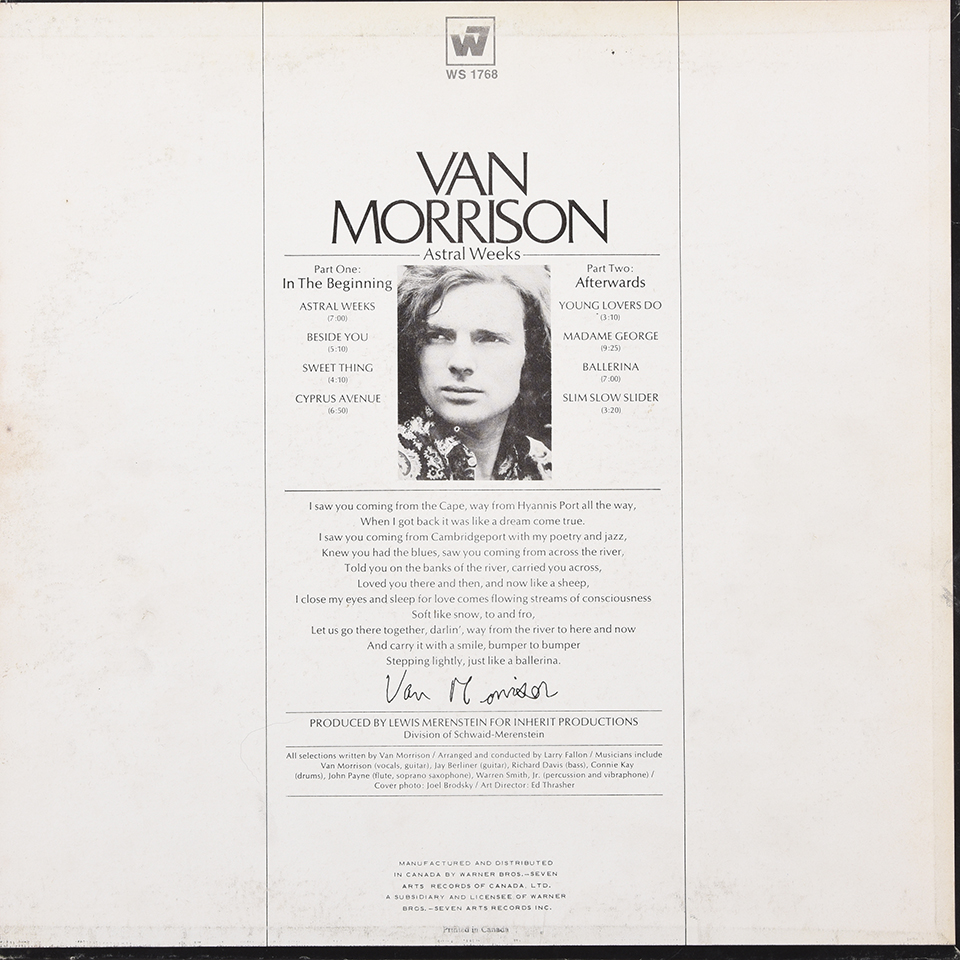 W7
WS 1768
VAN
MORRISON
Astral Weeks
Part One:
In The Beginning
ASTRAL WEEKS
(7:00)
BESIDE YOU
(5:10)
SWEET THING
(4:10)
CYPRUS AVENUE
(6:50)
Part Two:
Afterwards
YOUNG LOVERS DO
(3:10)
MADAME GEORGE
(9:25)
BALLERINA
(7:00)
SLIM SLOW SLIDER
(3:20)
I saw you coming from the Cape, way from Hyannis Port all the way,
When I got back it was like a dream come true.
I saw you coming from Cambridgeport with my poetry and jazz,
Knew you had the blues, saw you coming from across the river,
Told you on the banks of the river, carried you across,
Loved you there and then, and now like a sheep,
I close my eyes and sleep for love comes flowing streams of consciousness
Soft like snow, to and fro,
Let us go there together, darlin', way from the river to here and now
And carry it with a smile, bumper to bumper
Stepping lightly, just like a ballerina.
Van Morrison
PRODUCED BY LEWIS MERENSTEIN FOR INHERIT PRODUCTIONS
Division of Schwaid-Merenstein
All selections written by Van Morrison / Arranged and conducted by Larry Fallon / Musicians include
Van Morrison (vocals, guitar), Jay Berliner (guitar), Richard Davis (bass), Connie Kay
(drums), John Payne (flute, soprano saxophone), Warren Smith, Jr. (percussion and vibraphone) /
Cover photo: Joel Brodsky / Art Director: Ed Thrasher
MANUFACTURED AND DISTRIBUTED
IN CANADA BY WARNER BROS.—SEVEN
ARTS RECORDS OF CANADA, LTD.
A SUBSIDIARY AND LICENSEE OF WARNER
BROS.—SEVEN ARTS RECORDS INC.
Printed in Canada